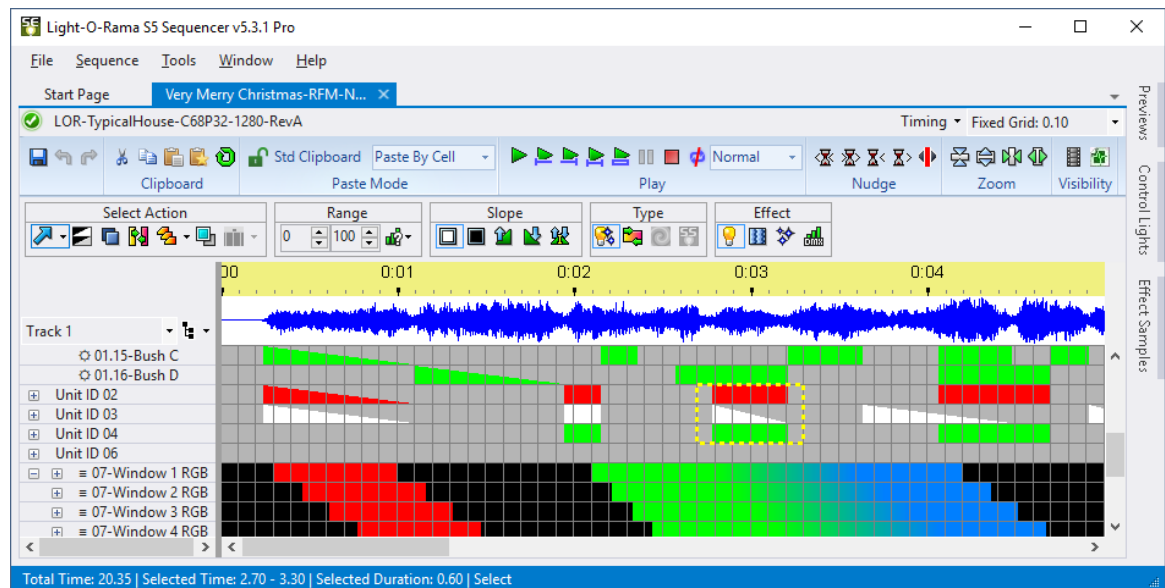 Light-O-Rama S5 Sequencer v5.3.1 Pro
File Sequence Tools Window Help
Start Page Very Merry Christmas-RFM-N...
LOR-TypicalHouse-C68P32-1280-RevA Timing Fixed Grid: 0.10
Std Clipboard Paste By Cell Normal
Clipboard Paste Mode Play Nudge Zoom Visibility
Select Action Range Slope Type Effect
0 100 S5 dmx
00 0:01 0:02 0:03 0:04
Track 1
01.15-Bush C
01.16-Bush D
Unit ID 02
Unit ID 03
Unit ID 04
Unit ID 06
07-Window 1 RGB
07-Window 2 RGB
07-Window 3 RGB
07-Window 4 RGB
Total Time: 20.35 | Selected Time: 2.70 - 3.30 | Selected Duration: 0.60 | Select
Previews
Control Lights
Effect Samples